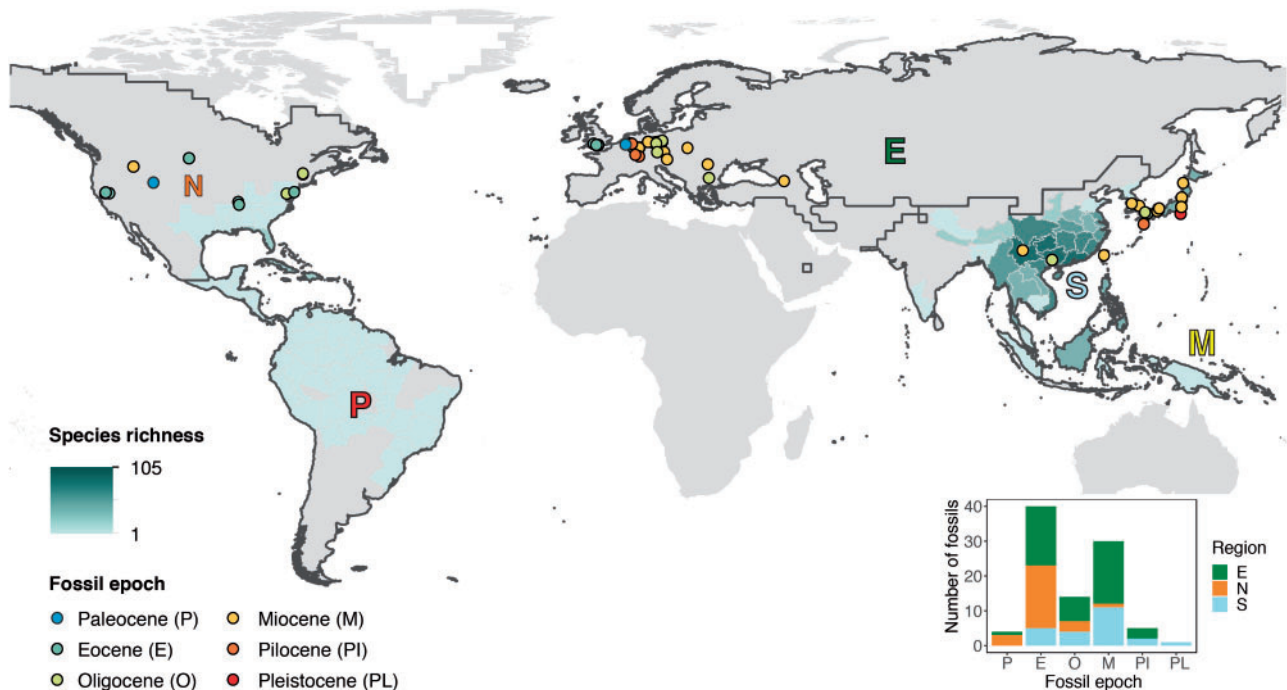 N
E
S
M
P
Species richness
105
1
Fossil epoch
Paleocene (P)
Eocene (E)
Oligocene (O)
Miocene (M)
Pilocene (PI)
Pleistocene (PL)
Number of fossils
40
30
20
10
0
P E O M PI PL
Fossil epoch
Region
E
N
S